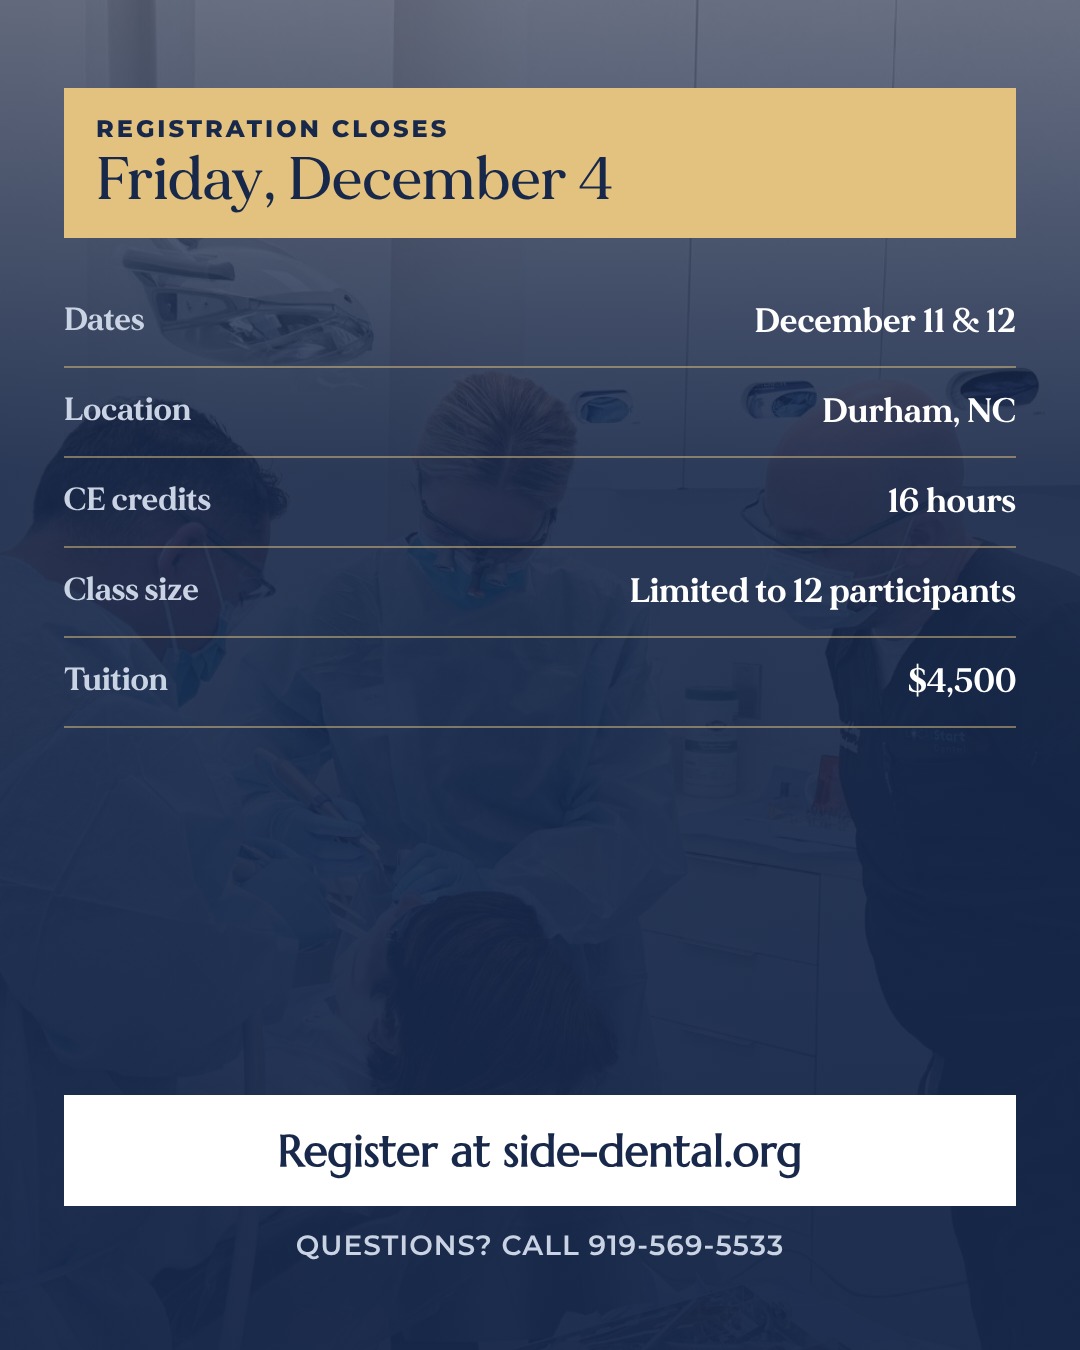 REGISTRATION CLOSES
Friday, December 4
Dates December 11 & 12
Location Durham, NC
CE credits 16 hours
Class size Limited to 12 participants
Tuition $4,500
Start
Register at side-dental.org
QUESTIONS? CALL 919-569-5533